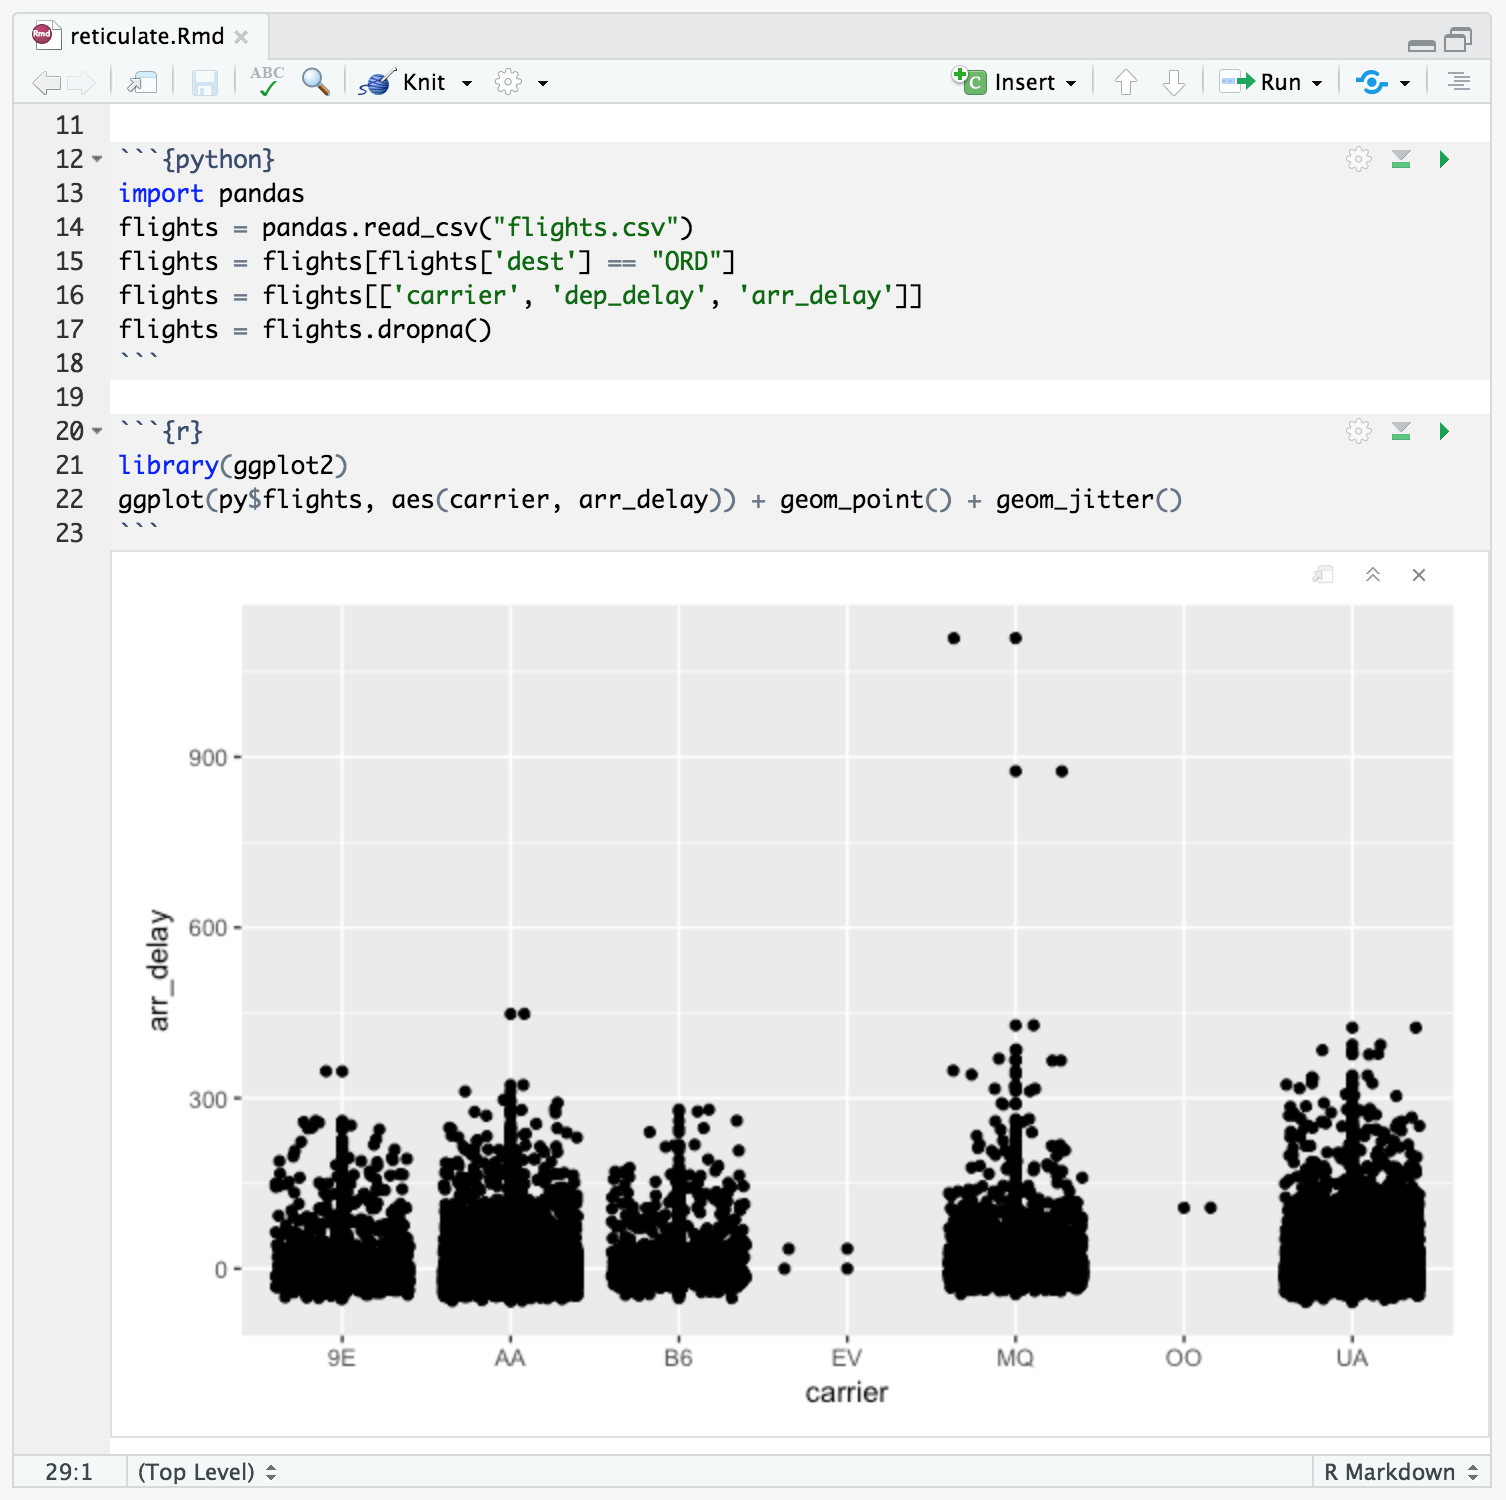 Rmd reticulate.Rmd
ABC Knit Insert Run
11
12 ```{python}
13 import pandas
14 flights = pandas.read_csv("flights.csv")
15 flights = flights[flights['dest'] == "ORD"]
16 flights = flights[['carrier', 'dep_delay', 'arr_delay']]
17 flights = flights.dropna()
18 ```
19
20 ```{r}
21 library(ggplot2)
22 ggplot(py$flights, aes(carrier, arr_delay)) + geom_point() + geom_jitter()
23 ```
900
600
300
0
arr_delay
9E AA B6 EV MQ OO UA
carrier
29:1 (Top Level) R Markdown